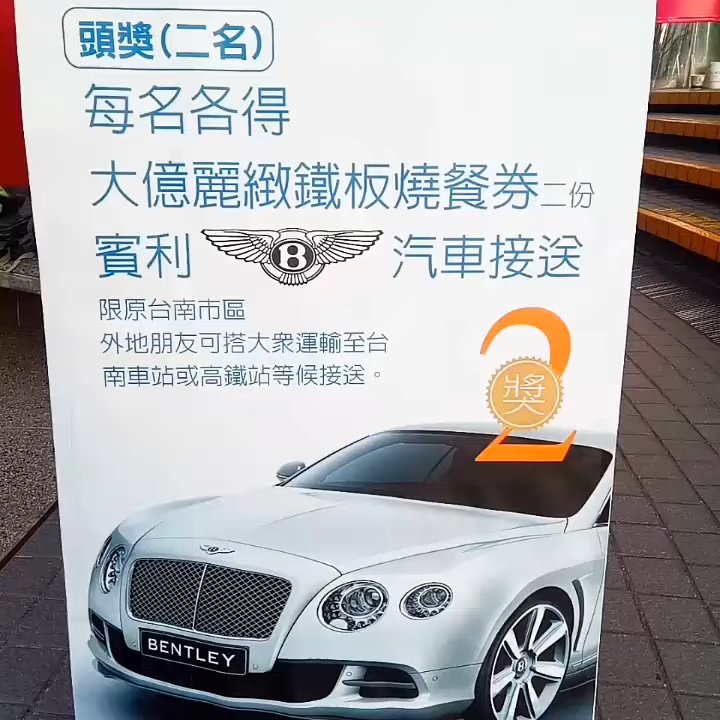 頭獎(二名)
每名各得
大億麗緻鐵板燒餐券二份
賓利 B 汽車接送
限原台南市區
外地朋友可搭大衆運輸至台
南車站或高鐵站等候接送。
2
獎
BENTLEY
B